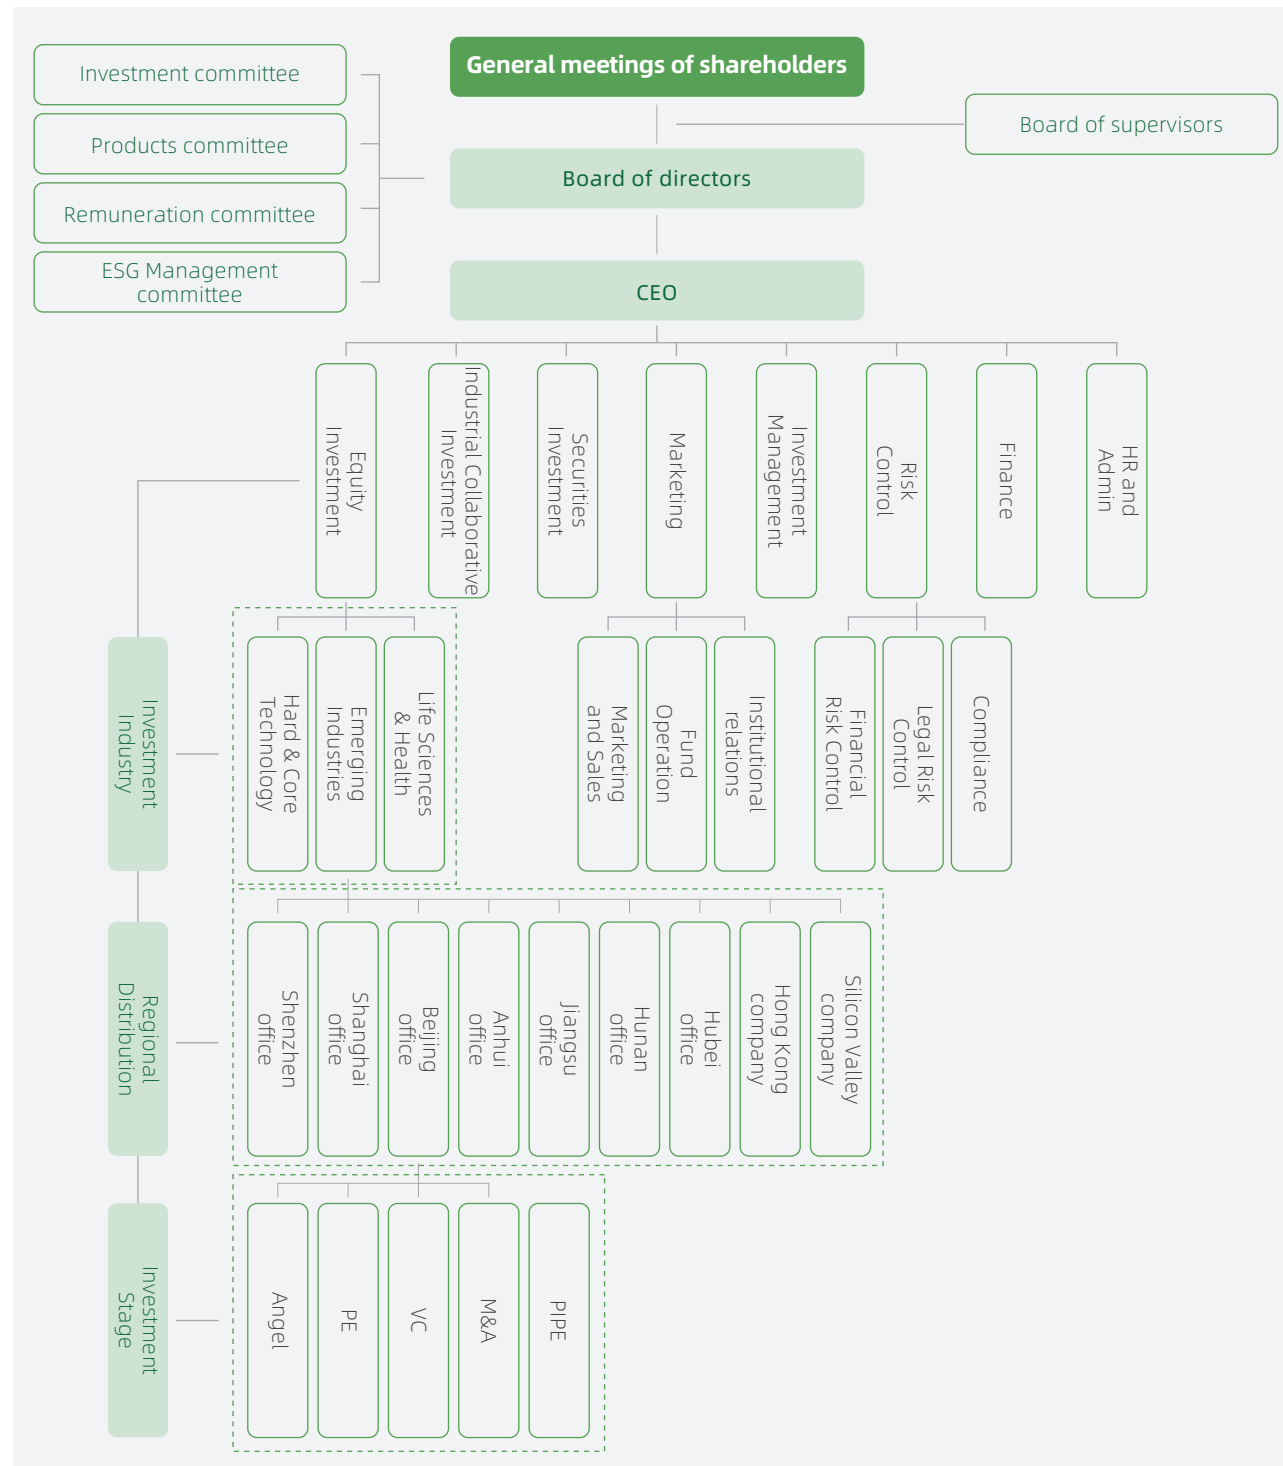 General meetings of shareholders
Investment committee
Products committee
Remuneration committee
ESG Management
committee
Board of supervisors
Board of directors
CEO
Equity
Investment
Industrial Collaborative
Investment
Securities
Investment
Marketing
Investment
Management
Risk
Control
Finance
HR and
Admin
Investment
Industry
Hard & Core
Technology
Emerging
Industries
Life Sciences
& Health
Marketing
and Sales
Fund
Operation
Institutional
relations
Financial
Risk Control
Legal Risk
Control
Compliance
Regional
Distribution
Shenzhen
office
Shanghai
office
Beijing
office
Anhui
office
Jiangsu
office
Hunan
office
Hubei
office
Hong Kong
company
Silicon Valley
company
Investment
Stage
Angel
PE
VC
M&A
PIPE